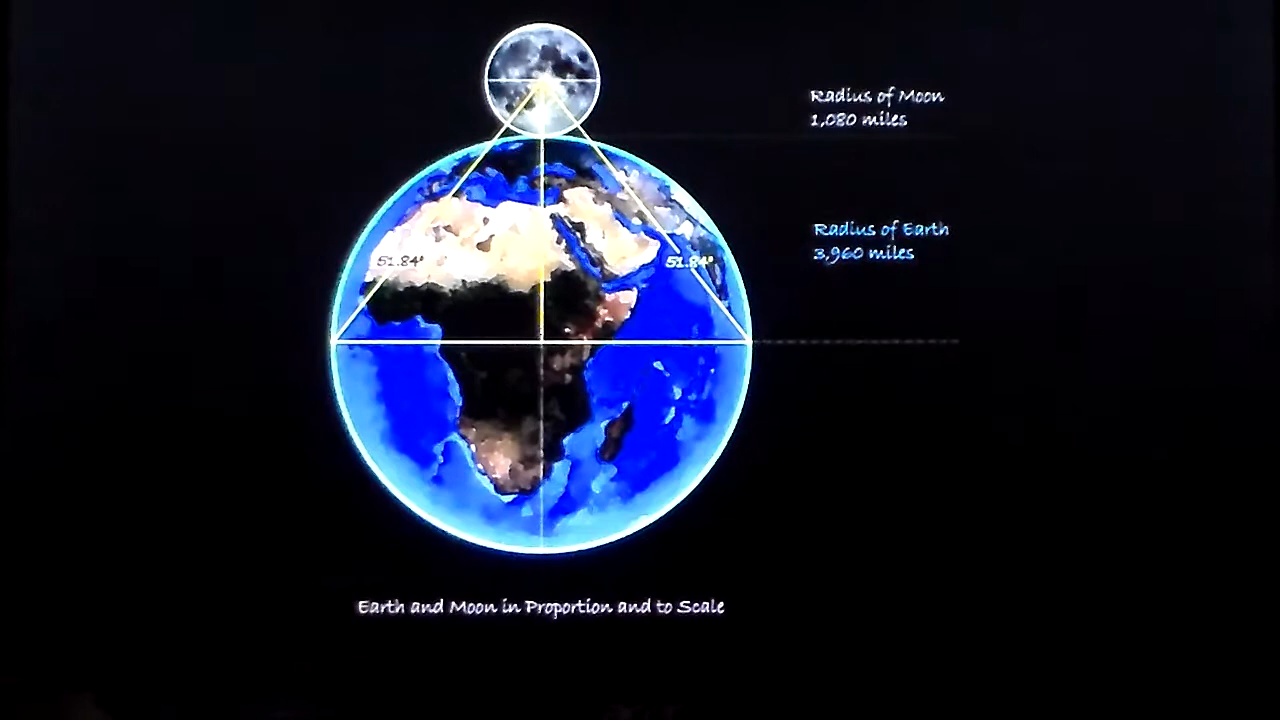 Radius of Moon
1,080 miles
Radius of Earth
3,960 miles
51.84°
51.84°
Earth and Moon in Proportion and to Scale